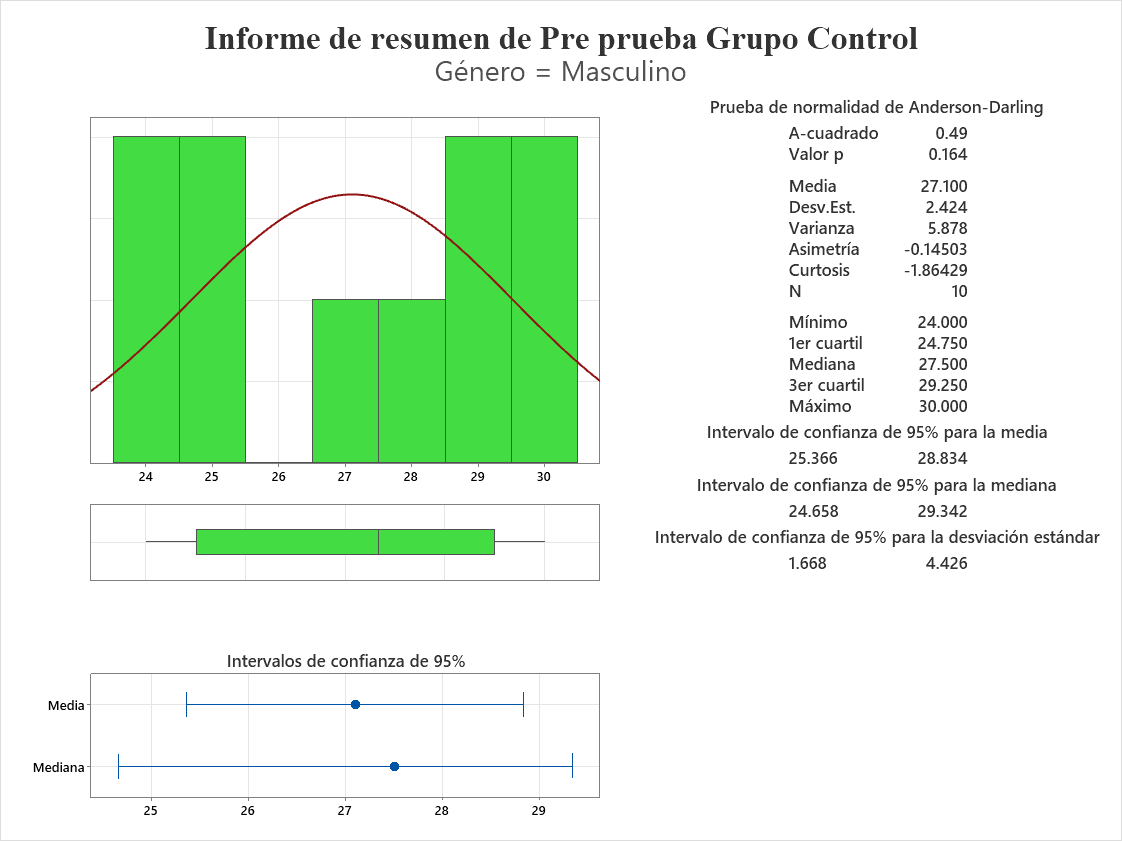 Informe de resumen de Pre prueba Grupo Control
Género = Masculino
24 25 26 27 28 29 30
Prueba de normalidad de Anderson-Darling
A-cuadrado 0.49
Valor p 0.164
Media 27.100
Desv.Est. 2.424
Varianza 5.878
Asimetría -0.14503
Curtosis -1.86429
N 10
Mínimo 24.000
1er cuartil 24.750
Mediana 27.500
3er cuartil 29.250
Máximo 30.000
Intervalo de confianza de 95% para la media
25.366 28.834
Intervalo de confianza de 95% para la mediana
24.658 29.342
Intervalo de confianza de 95% para la desviación estándar
1.668 4.426
Intervalos de confianza de 95%
Media
Mediana
25 26 27 28 29